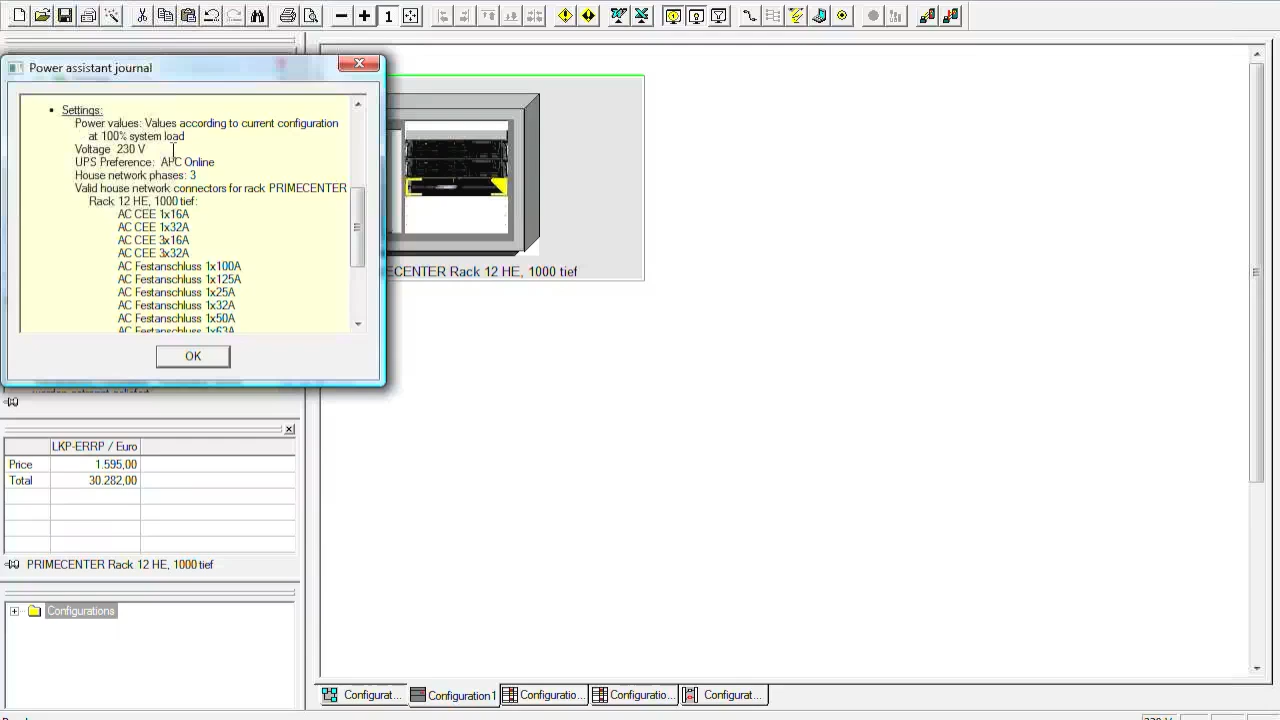 1
Power assistant journal
Settings:
Power values: Values according to current configuration
at 100% system load
Voltage 230 V
UPS Preference: APC Online
House network phases: 3
Valid house network connectors for rack PRIMECENTER
Rack 12 HE, 1000 tief:
AC CEE 1x16A
AC CEE 1x32A
AC CEE 3x16A
AC CEE 3x32A
AC Festanschluss 1x100A
AC Festanschluss 1x125A
AC Festanschluss 1x25A
AC Festanschluss 1x32A
AC Festanschluss 1x50A
AC Festanschluss 1x63A
OK
ECENTER Rack 12 HE, 1000 tief
LKP-ERRP / Euro
Price 1.595,00
Total 30.282,00
PRIMECENTER Rack 12 HE, 1000 tief
Configurations
Configurat... Configuration1 Configuratio... Configuratio... Configurat...